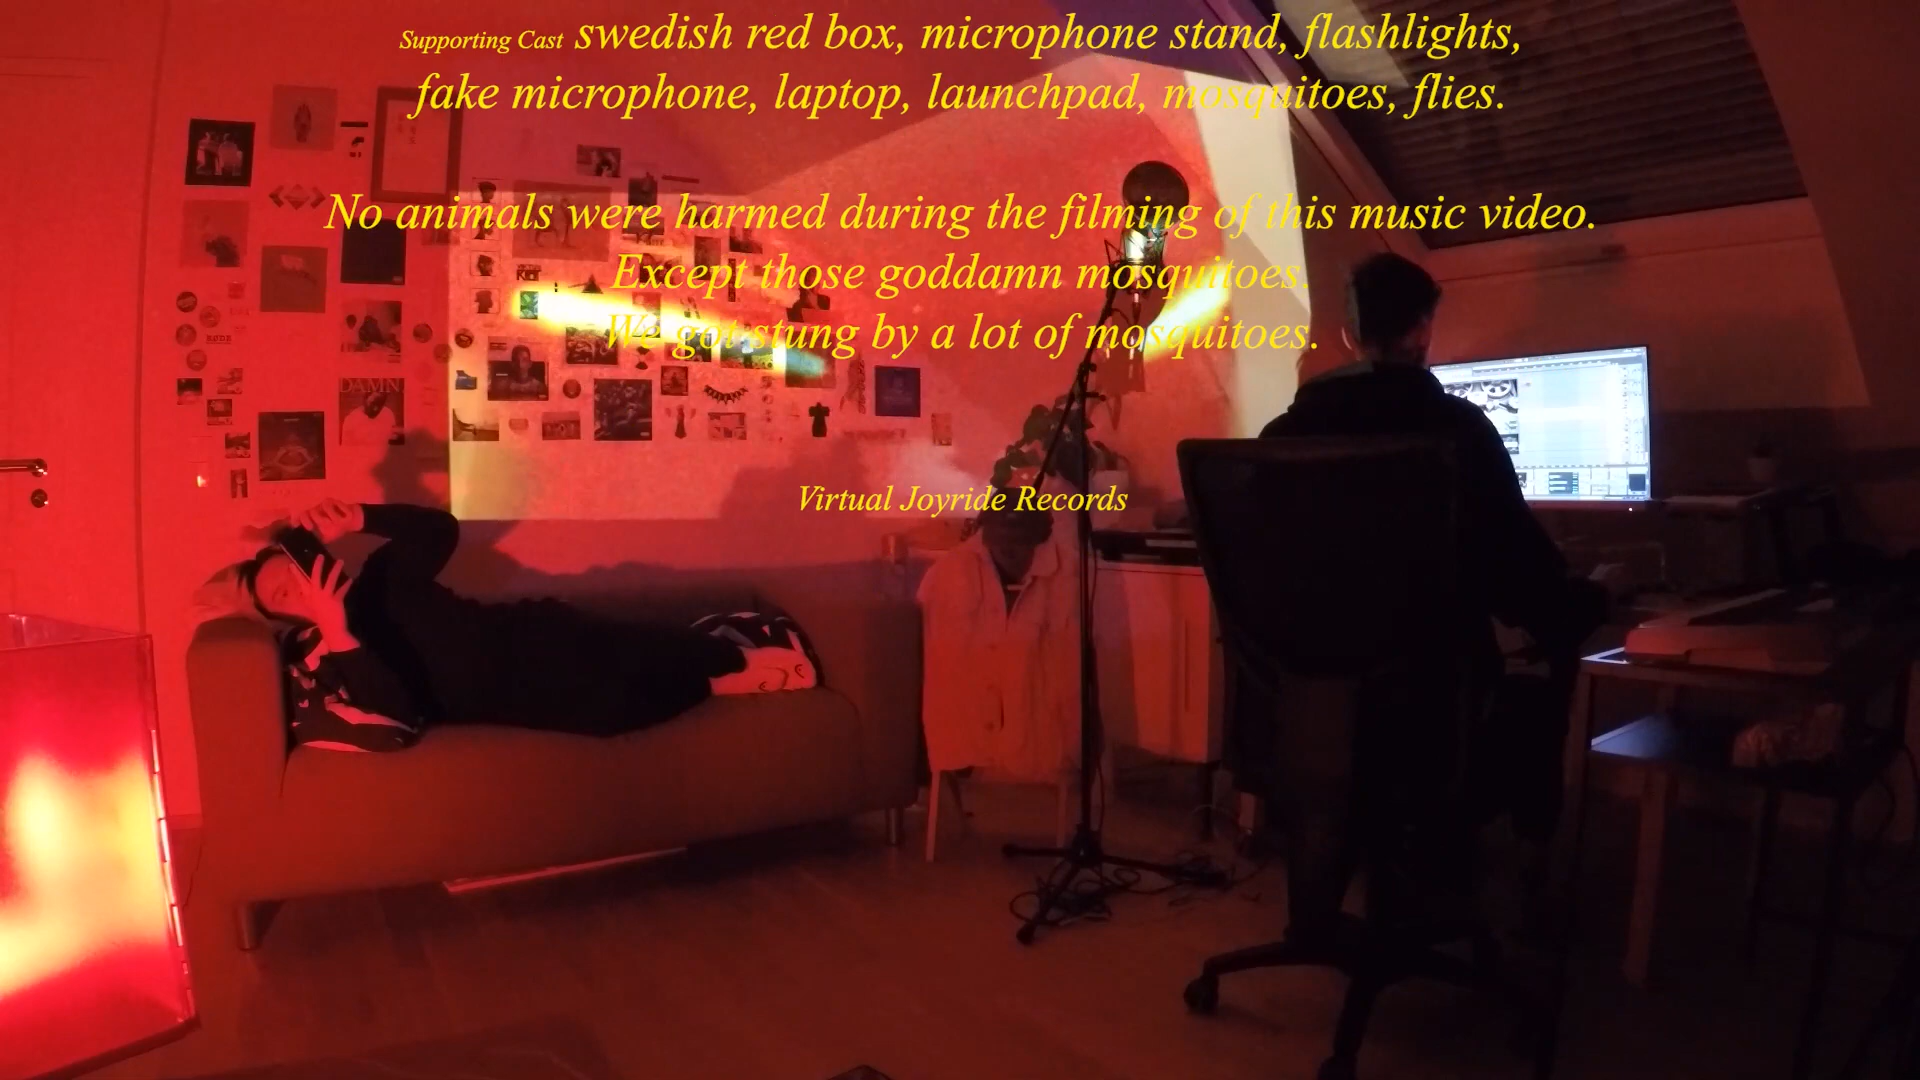 Supporting Cast swedish red box, microphone stand, flashlights,
fake microphone, laptop, launchpad, mosquitoes, flies.
No animals were harmed during the filming of this music video.
Except those goddamn mosquitoes.
We got stung by a lot of mosquitoes.
DAMN.
Virtual Joyride Records